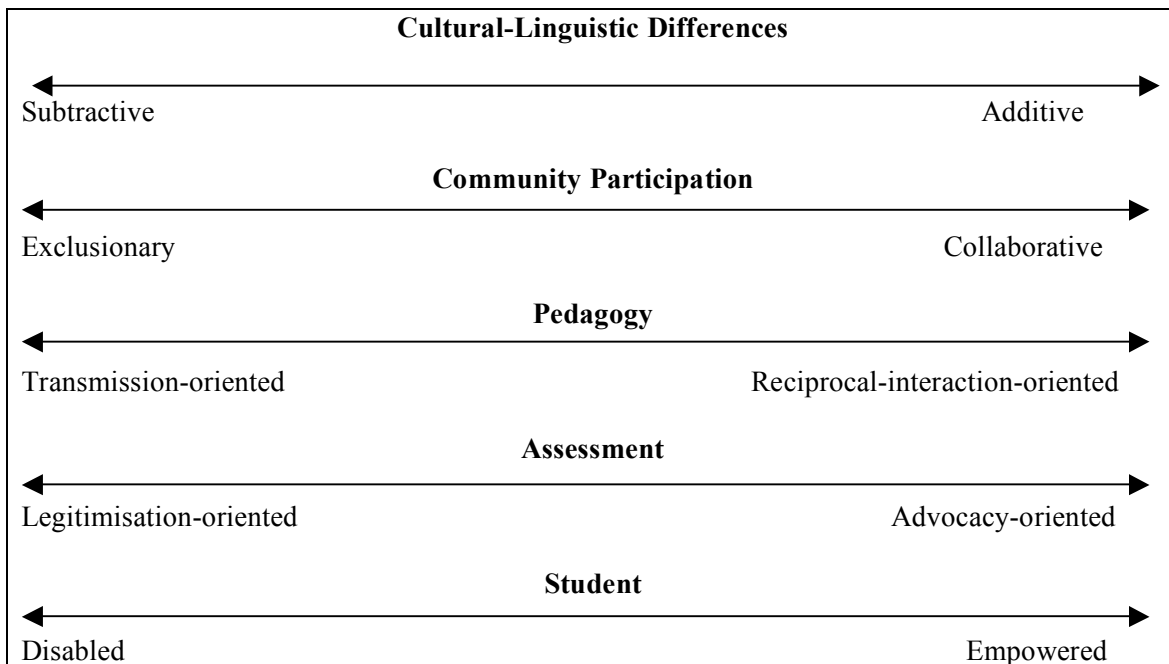 Cultural-Linguistic Differences
Subtractive Additive
Community Participation
Exclusionary Collaborative
Pedagogy
Transmission-oriented Reciprocal-interaction-oriented
Assessment
Legitimisation-oriented Advocacy-oriented
Student
Disabled Empowered